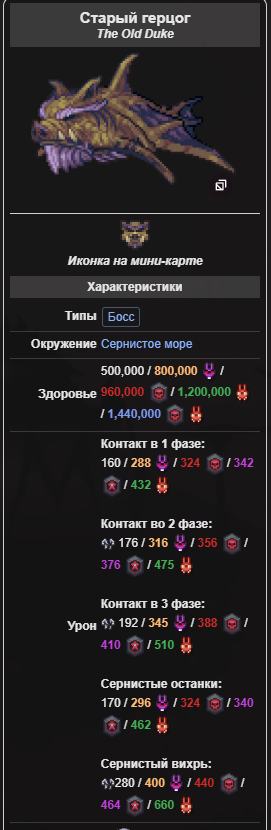 Старый герцог
The Old Duke
Иконка на мини-карте
Характеристики
Типы Босс
Окружение Сернистое море
Здоровье 500,000 / 800,000 /
960,000 / 1,200,000
/ 1,440,000
Урон
Контакт в 1 фазе:
160 / 288 / 324 / 342
/ 432
Контакт во 2 фазе:
176 / 316 / 356 /
376 / 475
Контакт в 3 фазе:
192 / 345 / 388 /
410 / 510
Сернистые останки:
170 / 296 / 324 / 340
/ 462
Сернистый вихрь:
280 / 400 / 440 /
464 / 660